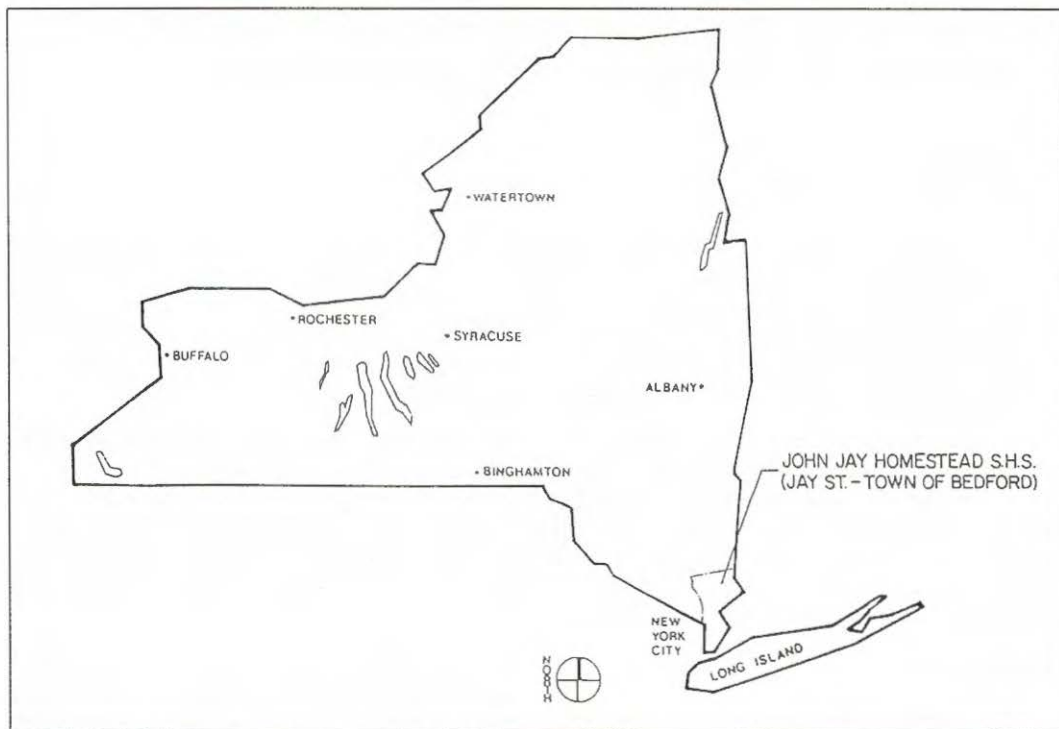 WATERTOWN
ROCHESTER
SYRACUSE
BUFFALO
ALBANY
BINGHAMTON
JOHN JAY HOMESTEAD S.H.S.
(JAY ST. - TOWN OF BEDFORD)
NEW
YORK
CITY
LONG ISLAND
NORTH